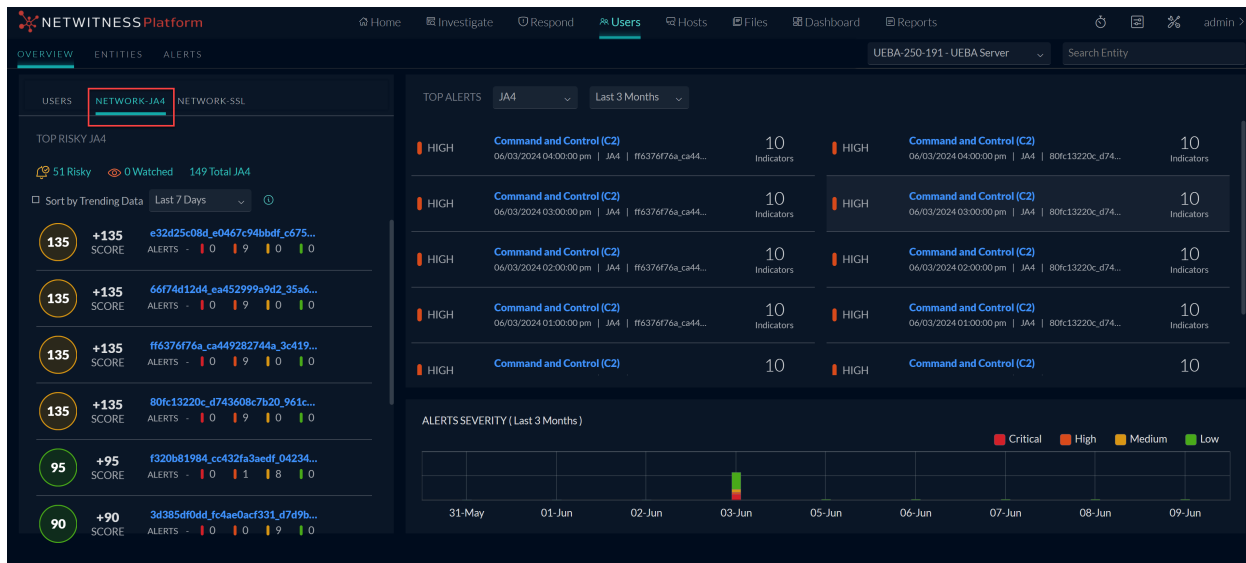 NETWITNESS Platform Home Investigate Respond Users Hosts Files Dashboard Reports admin >
OVERVIEW ENTITIES ALERTS UEBA-250-191 - UEBA Server Search Entity
USERS NETWORK-JA4 NETWORK-SSL
TOP RISKY JA4
51 Risky 0 Watched 149 Total JA4
Sort by Trending Data Last 7 Days
135 +135 SCORE e32d25c08d_e0467c94bbdf_c675...
ALERTS - 0 9 0 0
135 +135 SCORE 66f74d12d4_ea452999a9d2_35a6...
ALERTS - 0 9 0 0
135 +135 SCORE ff6376f76a_ca449282744a_3c419...
ALERTS - 0 9 0 0
135 +135 SCORE 80fc13220c_d743608c7b20_961c...
ALERTS - 0 9 0 0
95 +95 SCORE f320b81984_cc432fa3aedf_04234...
ALERTS - 0 1 8 0
90 +90 SCORE 3d385df0dd_fc4ae0acf331_d7d9b...
ALERTS - 0 0 9 0
TOP ALERTS JA4 Last 3 Months
HIGH Command and Control (C2) 10 Indicators
06/03/2024 04:00:00 pm | JA4 | ff6376f76a_ca44...
HIGH Command and Control (C2) 10 Indicators
06/03/2024 04:00:00 pm | JA4 | 80fc13220c_d74...
HIGH Command and Control (C2) 10 Indicators
06/03/2024 03:00:00 pm | JA4 | ff6376f76a_ca44...
HIGH Command and Control (C2) 10 Indicators
06/03/2024 03:00:00 pm | JA4 | 80fc13220c_d74...
HIGH Command and Control (C2) 10 Indicators
06/03/2024 02:00:00 pm | JA4 | ff6376f76a_ca44...
HIGH Command and Control (C2) 10 Indicators
06/03/2024 02:00:00 pm | JA4 | 80fc13220c_d74...
HIGH Command and Control (C2) 10 Indicators
06/03/2024 01:00:00 pm | JA4 | ff6376f76a_ca44...
HIGH Command and Control (C2) 10 Indicators
06/03/2024 01:00:00 pm | JA4 | 80fc13220c_d74...
HIGH Command and Control (C2) 10
HIGH Command and Control (C2) 10
ALERTS SEVERITY ( Last 3 Months )
Critical High Medium Low
31-May 01-Jun 02-Jun 03-Jun 05-Jun 06-Jun 07-Jun 08-Jun 09-Jun